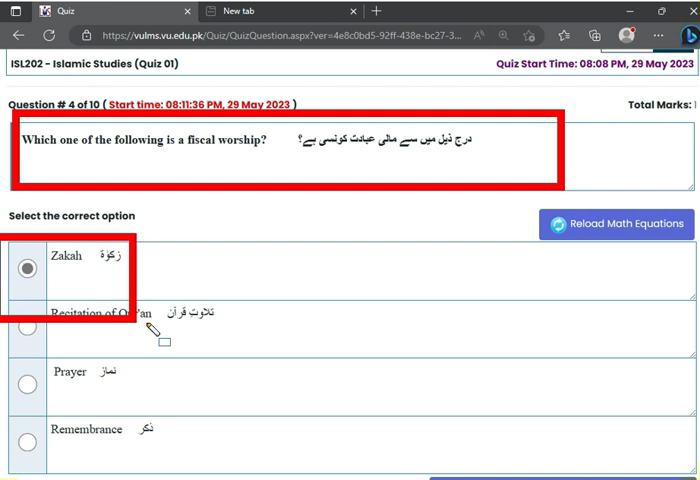 Quiz
New tab
https://vulms.vu.edu.pk/Quiz/QuizQuestion.aspx?ver=4e8c0bd5-92ff-438e-bc27-3...
ISL202 - Islamic Studies (Quiz 01)
Quiz Start Time: 08:08 PM, 29 May 2023
Question # 4 of 10 ( Start time: 08:11:36 PM, 29 May 2023 )
Total Marks: 1
Which one of the following is a fiscal worship? درج ذیل میں سے مالی عبادت کونسی ہے؟
Select the correct option
Reload Math Equations
Zakah زکوٰۃ
Recitation of Qur'an تلاوتِ قرآن
Prayer نماز
Remembrance ذکر